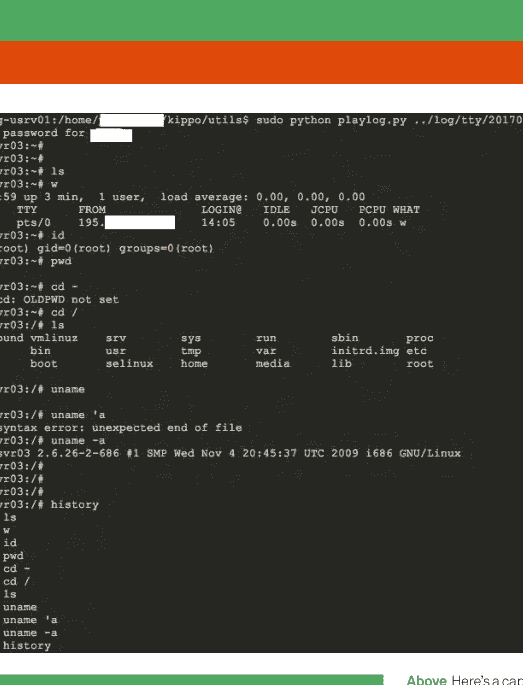 g-usrv01:/home/ /kippo/utils$ sudo python playlog.py ../log/tty/20170
password for
vr03:~#
vr03:~#
vr03:~# ls
vr03:~# w
:59 up 3 min, 1 user, load average: 0.00, 0.00, 0.00
TTY FROM LOGIN@ IDLE JCPU PCPU WHAT
pts/0 195. 14:05 0.00s 0.00s 0.00s w
vr03:~# id
root) gid=0(root) groups=0(root)
vr03:~# pwd
vr03:~# cd -
cd: OLDPWD not set
vr03:~# cd /
vr03:/# ls
ound vmlinuz srv sys run sbin proc
bin usr tmp var initrd.img etc
boot selinux home media lib root
vr03:/# uname
vr03:/# uname 'a
syntax error: unexpected end of file
vr03:/# uname -a
svr03 2.6.26-2-686 #1 SMP Wed Nov 4 20:45:37 UTC 2009 i686 GNU/Linux
vr03:/#
vr03:/#
vr03:/#
vr03:/# history
ls
w
id
pwd
cd -
cd /
ls
uname
uname 'a
uname -a
history
Above Here's a cap